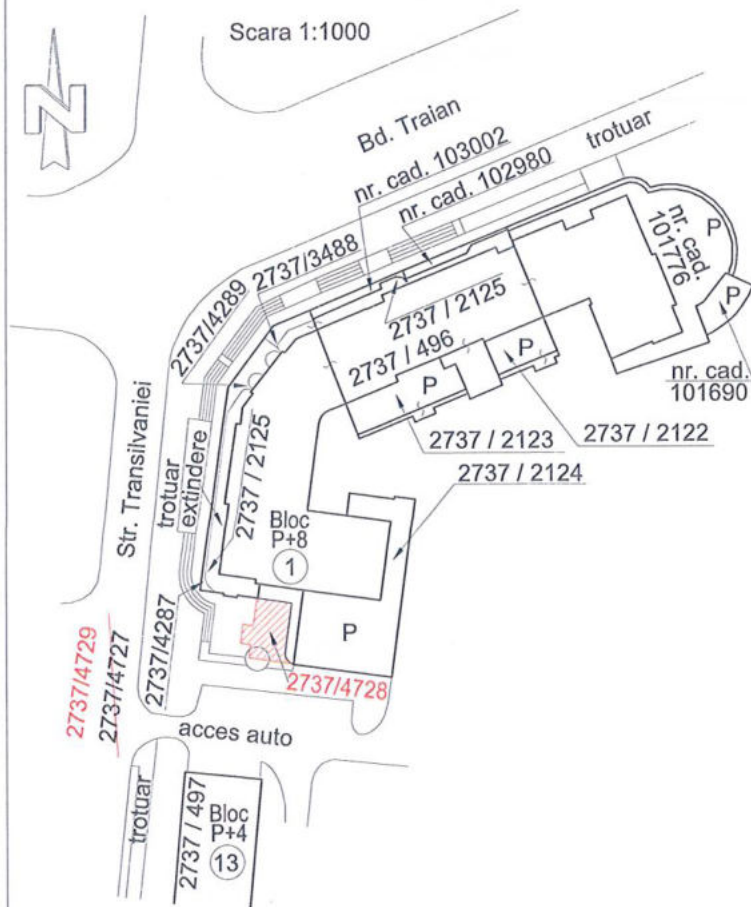 Scara 1:1000
N
Bd. Traian
trotuar
nr. cad. 103002
nr. cad. 102980
2737/3488
2737/4289
nr. cad.
101776
P
P
nr. cad.
101690
2737 / 2125
2737 / 496
P
P
2737 / 2123
2737 / 2122
2737 / 2124
Str. Transilvaniei
trotuar
extindere
2737 / 2125
Bloc
P+8
1
P
2737/4287
2737/4729
2737/4727
2737/4728
acces auto
trotuar
2737 / 497
Bloc
P+4
13